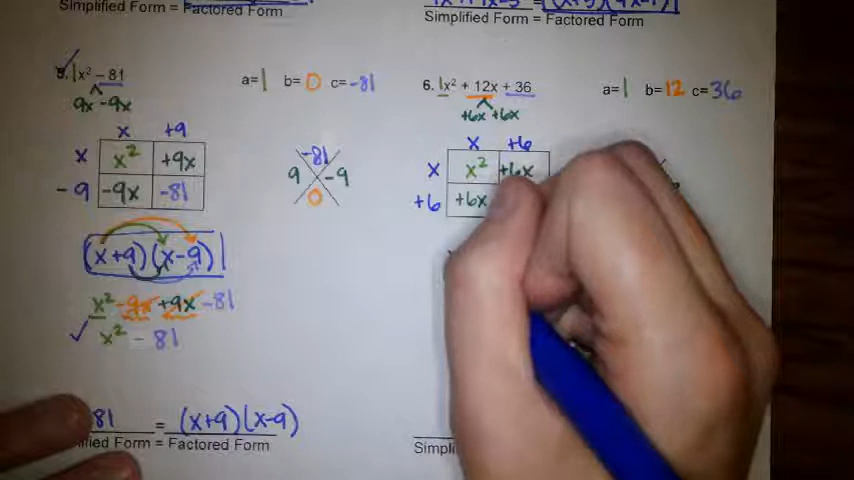 Simplified Form = Factored Form
Simplified Form = Factored Form
5. 1x² - 81
9x -9x
a=1 b=0 c=-81
x +9
x x² +9x
-9 -9x -81
-81
9 -9
0
(x+9)(x-9)
x² -9x +9x -81
x² - 81
81 = (x+9)(x-9)
Form = Factored Form
6. 1x² + 12x + 36
+6x +6x
a=1 b=12 c=36
x +6
x x² +6x
+6 +6x